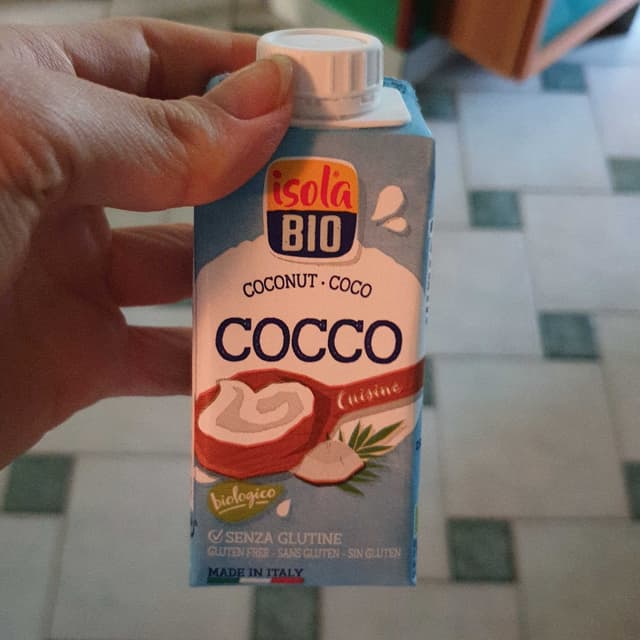 isola
BIO
COCONUT · COCO
COCCO
Cuisine
biologico
SENZA GLUTINE
GLUTEN FREE - SANS GLUTEN - SIN GLUTEN
MADE IN ITALY